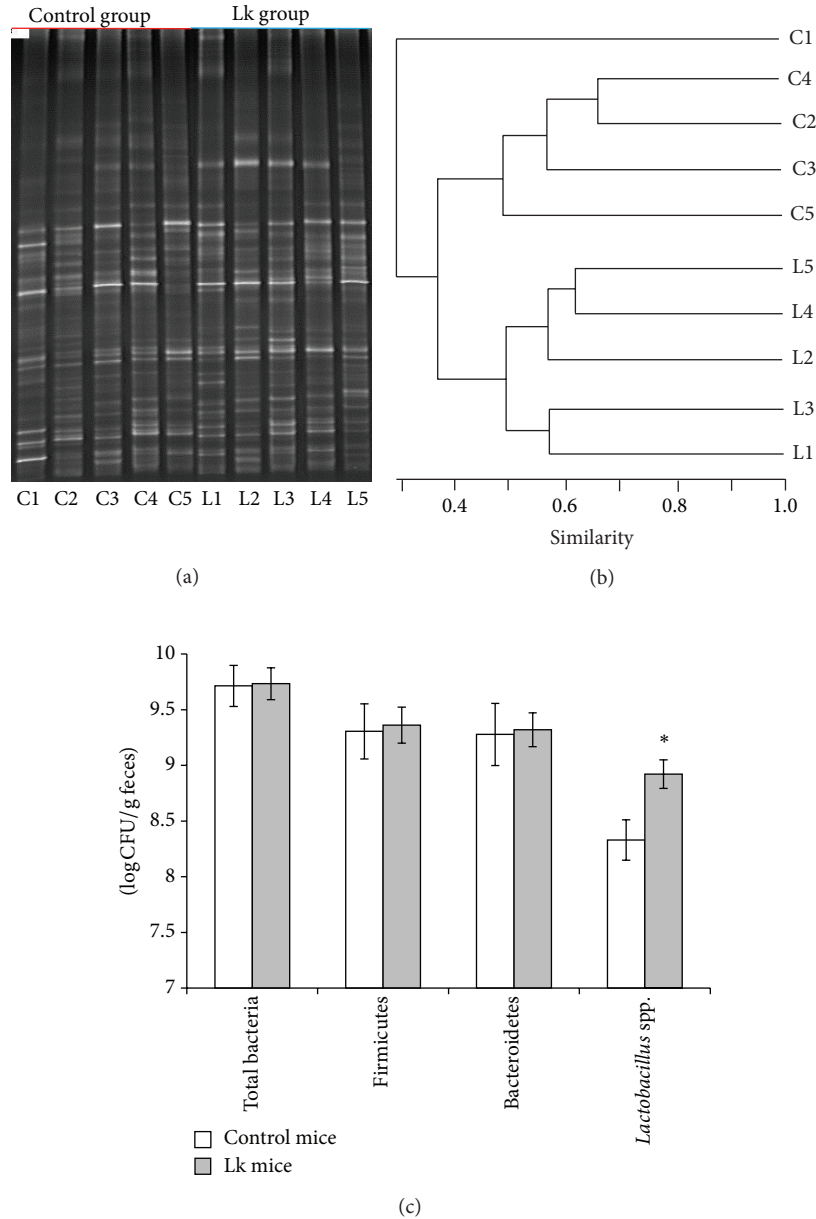 Control group Lk group
C1 C2 C3 C4 C5 L1 L2 L3 L4 L5
(a)
C1
C4
C2
C3
C5
L5
L4
L2
L3
L1
0.4 0.6 0.8 1.0
Similarity
(b)
10
9.5
9
8.5
8
7.5
7
(log CFU/g feces)
*
Total bacteria
Firmicutes
Bacteroidetes
Lactobacillus spp.
Control mice
Lk mice
(c)